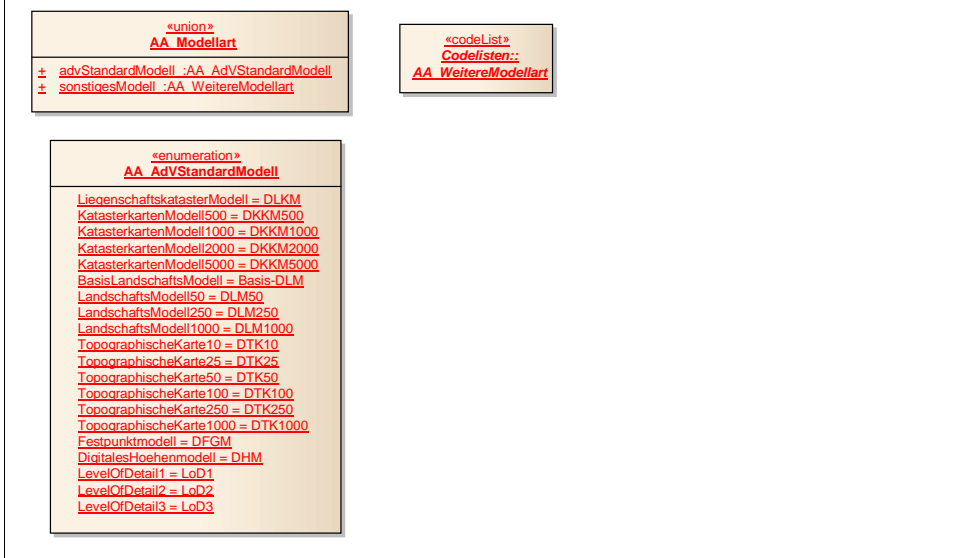 «union»
AA_Modellart
+ advStandardModell :AA_AdVStandardModell
+ sonstigesModell :AA_WeitereModellart
«codeList»
Codelisten::
AA_WeitereModellart
«enumeration»
AA_AdVStandardModell
LiegenschaftskatasterModell = DLKM
KatasterkartenModell500 = DKKM500
KatasterkartenModell1000 = DKKM1000
KatasterkartenModell2000 = DKKM2000
KatasterkartenModell5000 = DKKM5000
BasisLandschaftsModell = Basis-DLM
LandschaftsModell50 = DLM50
LandschaftsModell250 = DLM250
LandschaftsModell1000 = DLM1000
TopographischeKarte10 = DTK10
TopographischeKarte25 = DTK25
TopographischeKarte50 = DTK50
TopographischeKarte100 = DTK100
TopographischeKarte250 = DTK250
TopographischeKarte1000 = DTK1000
Festpunktmodell = DFGM
DigitalesHoehenmodell = DHM
LevelOfDetail1 = LoD1
LevelOfDetail2 = LoD2
LevelOfDetail3 = LoD3